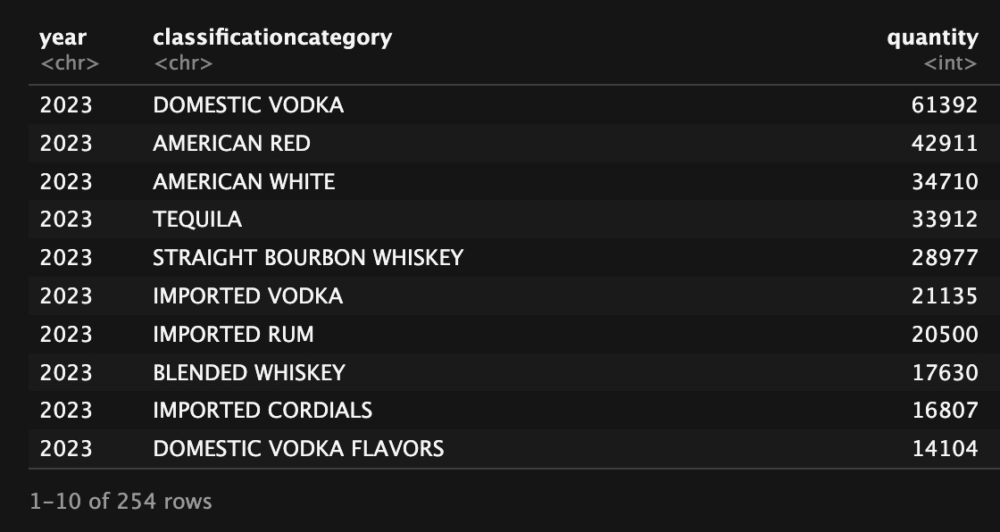 year classificationcategory quantity
<chr> <chr> <int>
2023 DOMESTIC VODKA 61392
2023 AMERICAN RED 42911
2023 AMERICAN WHITE 34710
2023 TEQUILA 33912
2023 STRAIGHT BOURBON WHISKEY 28977
2023 IMPORTED VODKA 21135
2023 IMPORTED RUM 20500
2023 BLENDED WHISKEY 17630
2023 IMPORTED CORDIALS 16807
2023 DOMESTIC VODKA FLAVORS 14104
1-10 of 254 rows